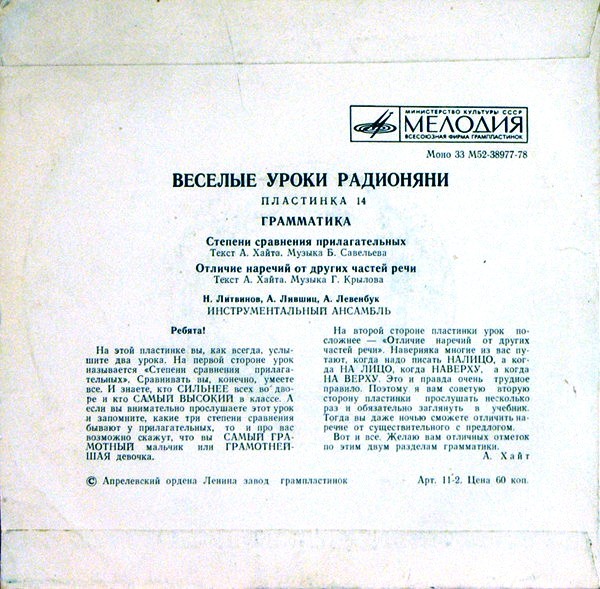 МИНИСТЕРСТВО КУЛЬТУРЫ СССР
МЕЛОДИЯ
ВСЕСОЮЗНАЯ ФИРМА ГРАМПЛАСТИНОК
Моно 33 М52-38977-78
ВЕСЕЛЫЕ УРОКИ РАДИОНЯНИ
ПЛАСТИНКА 14
ГРАММАТИКА
Степени сравнения прилагательных
Текст А. Хайта. Музыка Б. Савельева
Отличие наречий от других частей речи
Текст А. Хайта. Музыка Г. Крылова
Н. Литвинов, А. Лившиц, А. Левенбук
ИНСТРУМЕНТАЛЬНЫЙ АНСАМБЛЬ
Ребята!
На этой пластинке вы, как всегда, услы-
шите два урока. На первой стороне урок
называется «Степени сравнения прилага-
тельных». Сравнивать вы, конечно, умеете
все. И знаете, кто СИЛЬНЕЕ всех во дво-
ре и кто САМЫЙ ВЫСОКИЙ в классе. А
если вы внимательно прослушаете этот урок
и запомните, какие три степени сравнения
бывают у прилагательных, то и про вас
возможно скажут, что вы САМЫЙ ГРА-
МОТНЫЙ мальчик или ГРАМОТНЕЙ-
ШАЯ девочка.
На второй стороне пластинки урок по-
сложнее — «Отличие наречий от других
частей речи». Наверняка многие из вас пу-
тают, когда надо писать НАЛИЦО, а ког-
да НА ЛИЦО, когда НАВЕРХУ, а когда
НА ВЕРХУ. Это и правда очень трудное
правило. Поэтому я вам советую вторую
сторону пластинки прослушать несколько
раз и обязательно заглянуть в учебник.
Тогда вы даже ночью сможете отличить на-
речие от существительного с предлогом.
Вот и все. Желаю вам отличных отметок
по этим двум разделам грамматики.
А. Хайт
© Апрелевский ордена Ленина завод грампластинок
Арт. 11-2. Цена 60 коп.